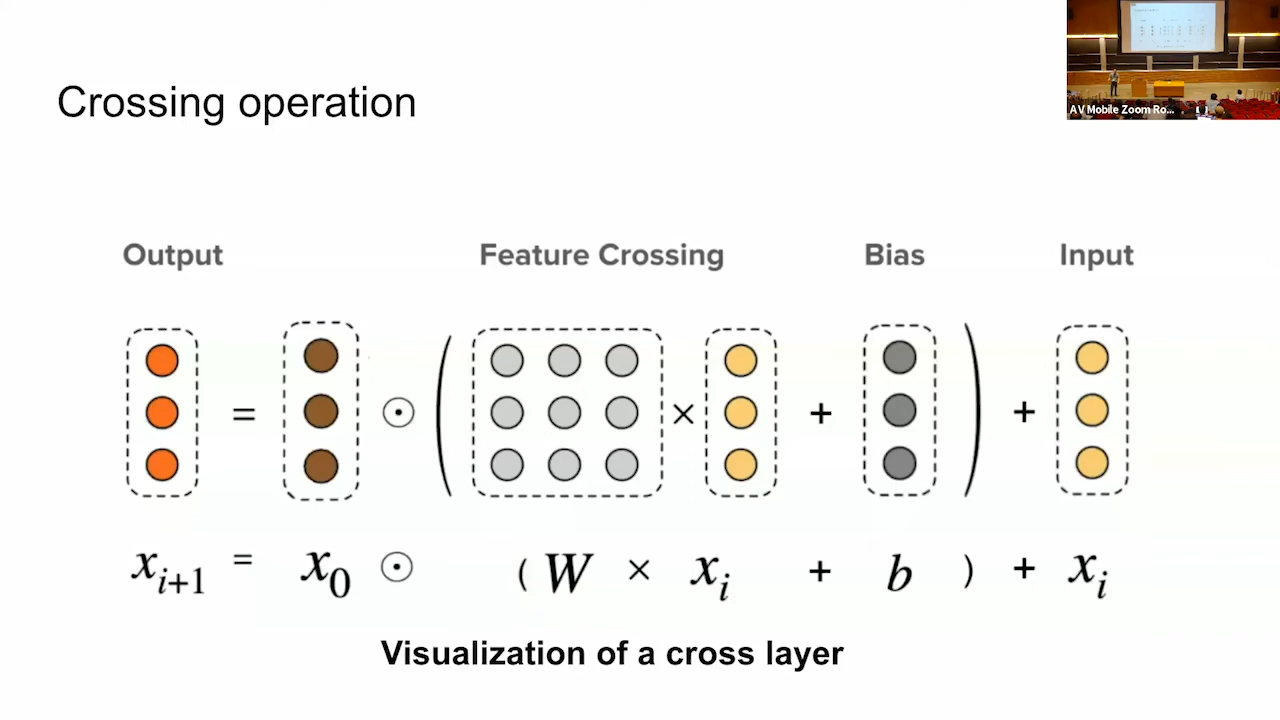 Crossing operation
AV Mobile Zoom Ro...
Output Feature Crossing Bias Input
= ⊙ ( × + ) +
x_{i+1} = x_0 ⊙ ( W × x_i + b ) + x_i
Visualization of a cross layer